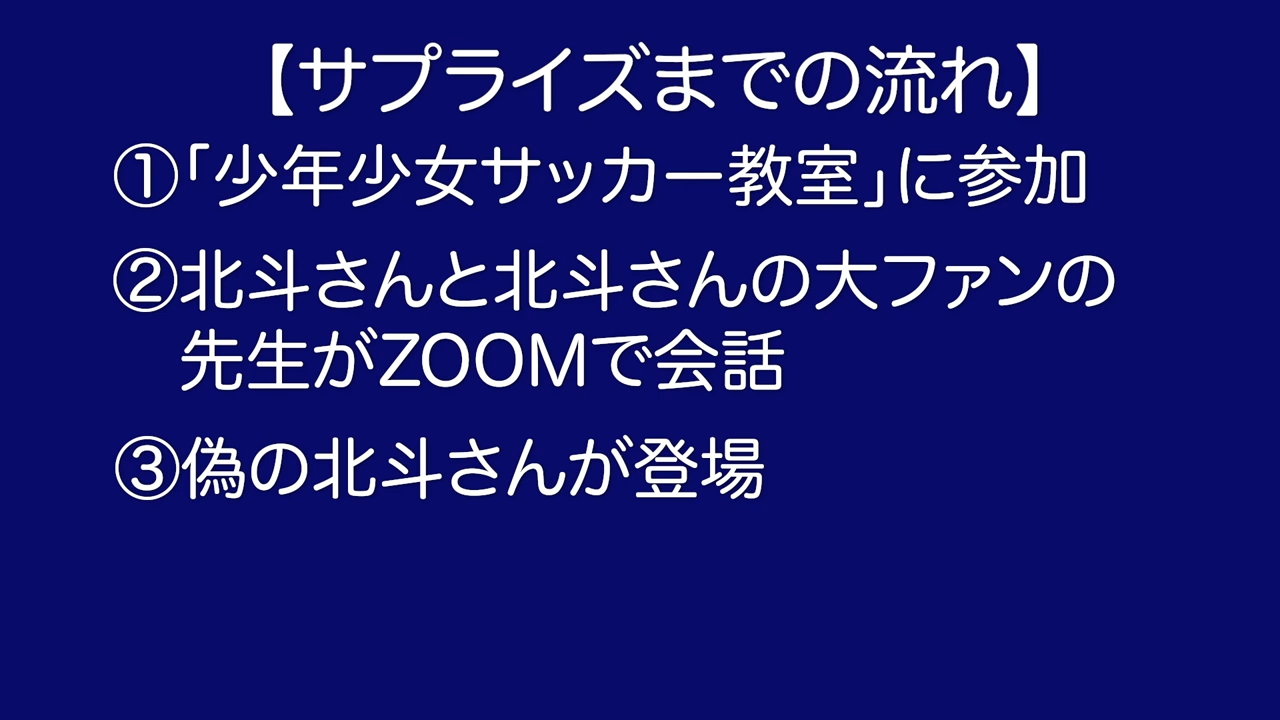 【サプライズまでの流れ】
①「少年少女サッカー教室」に参加
②北斗さんと北斗さんの大ファンの
先生がZOOMで会話
③偽の北斗さんが登場